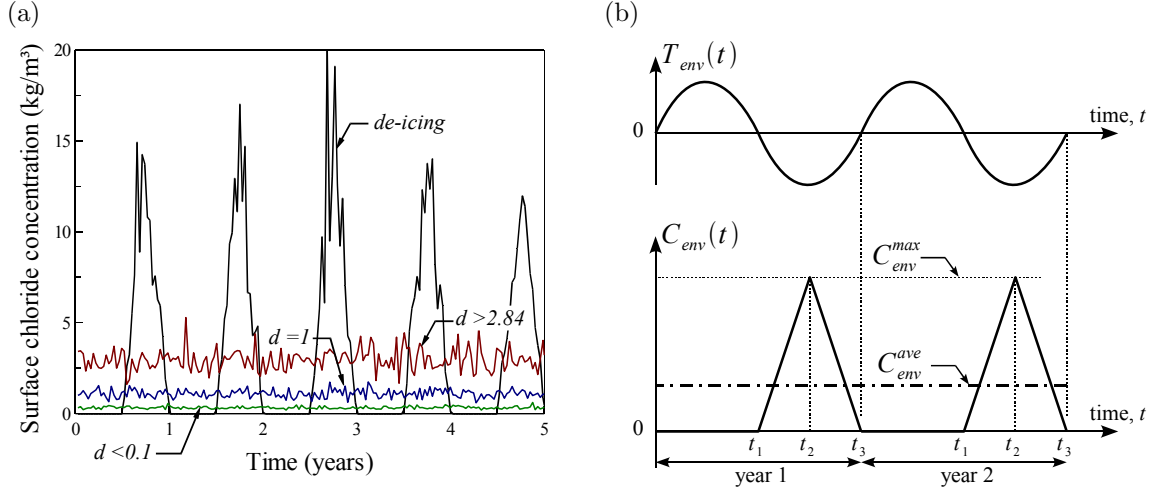 (a)
Surface chloride concentration (kg/m³)
20
15
10
5
0
de-icing
d >2.84
d =1
d <0.1
0 1 2 3 4 5
Time (years)
(b)
T_env(t)
0
time, t
C_env(t)
C_env^max
C_env^ave
0
time, t
t_1 t_2 t_3 t_1 t_2 t_3
year 1 year 2